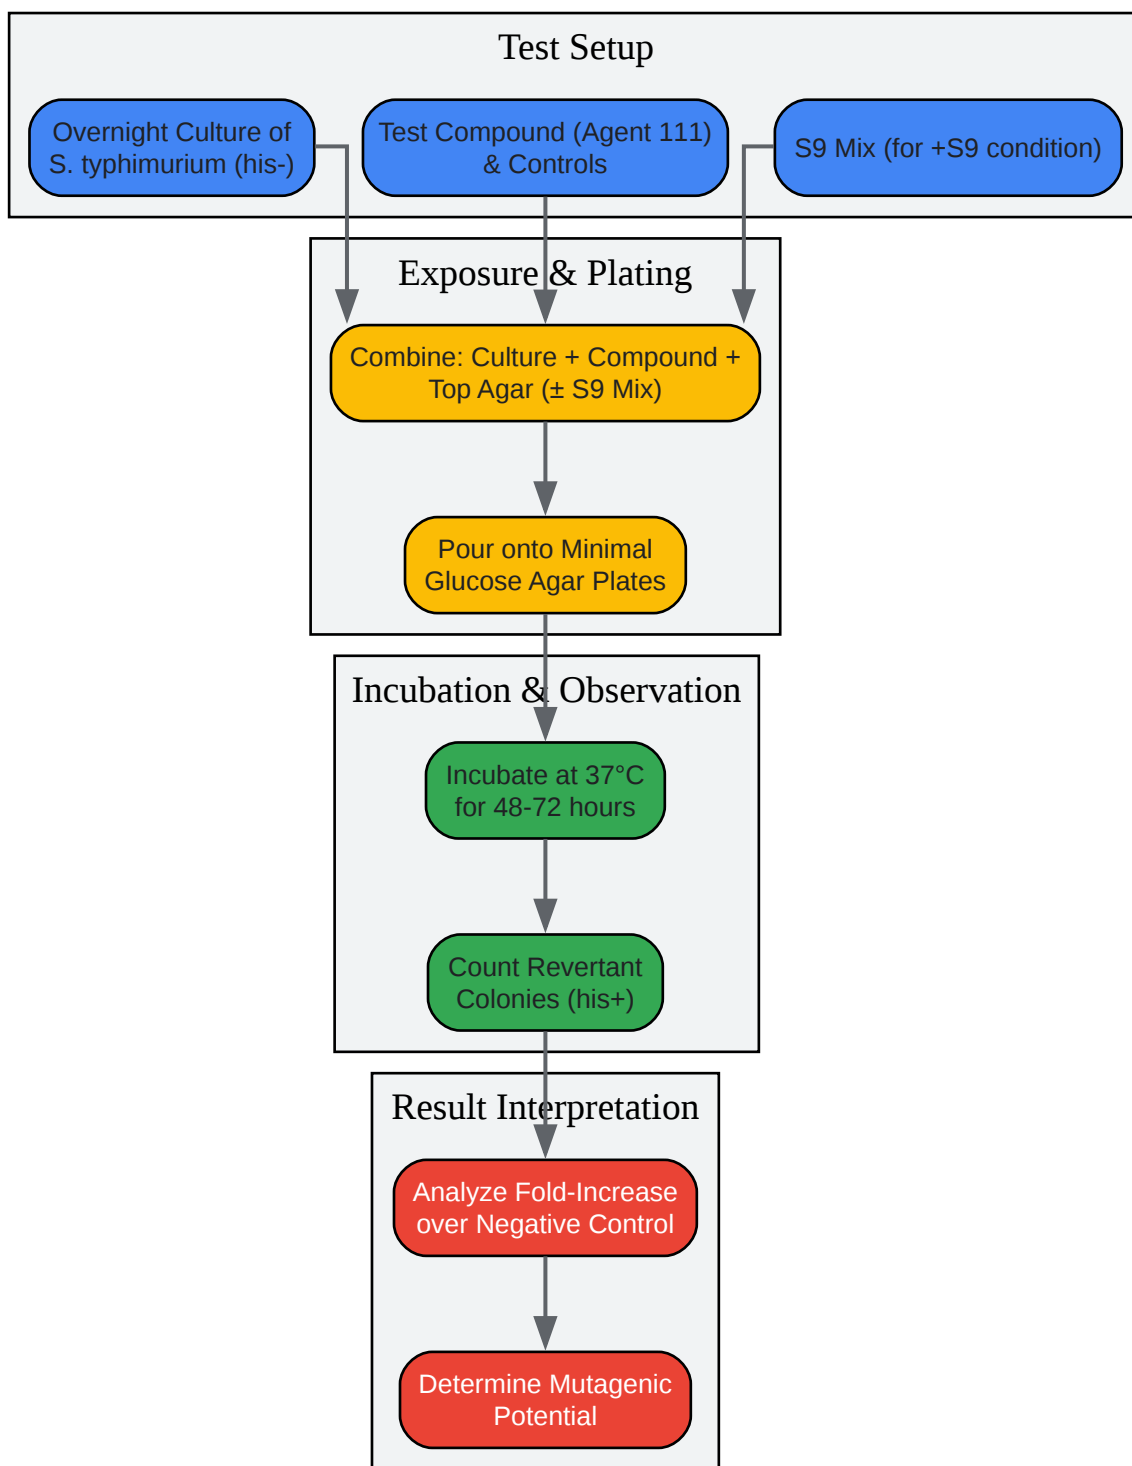 Test Setup
Overnight Culture of
S. typhimurium (his-)
Test Compound (Agent 111)
& Controls
S9 Mix (for +S9 condition)
Exposure & Plating
Combine: Culture + Compound +
Top Agar (± S9 Mix)
Pour onto Minimal
Glucose Agar Plates
Incubation & Observation
Incubate at 37°C
for 48-72 hours
Count Revertant
Colonies (his+)
Result Interpretation
Analyze Fold-Increase
over Negative Control
Determine Mutagenic
Potential